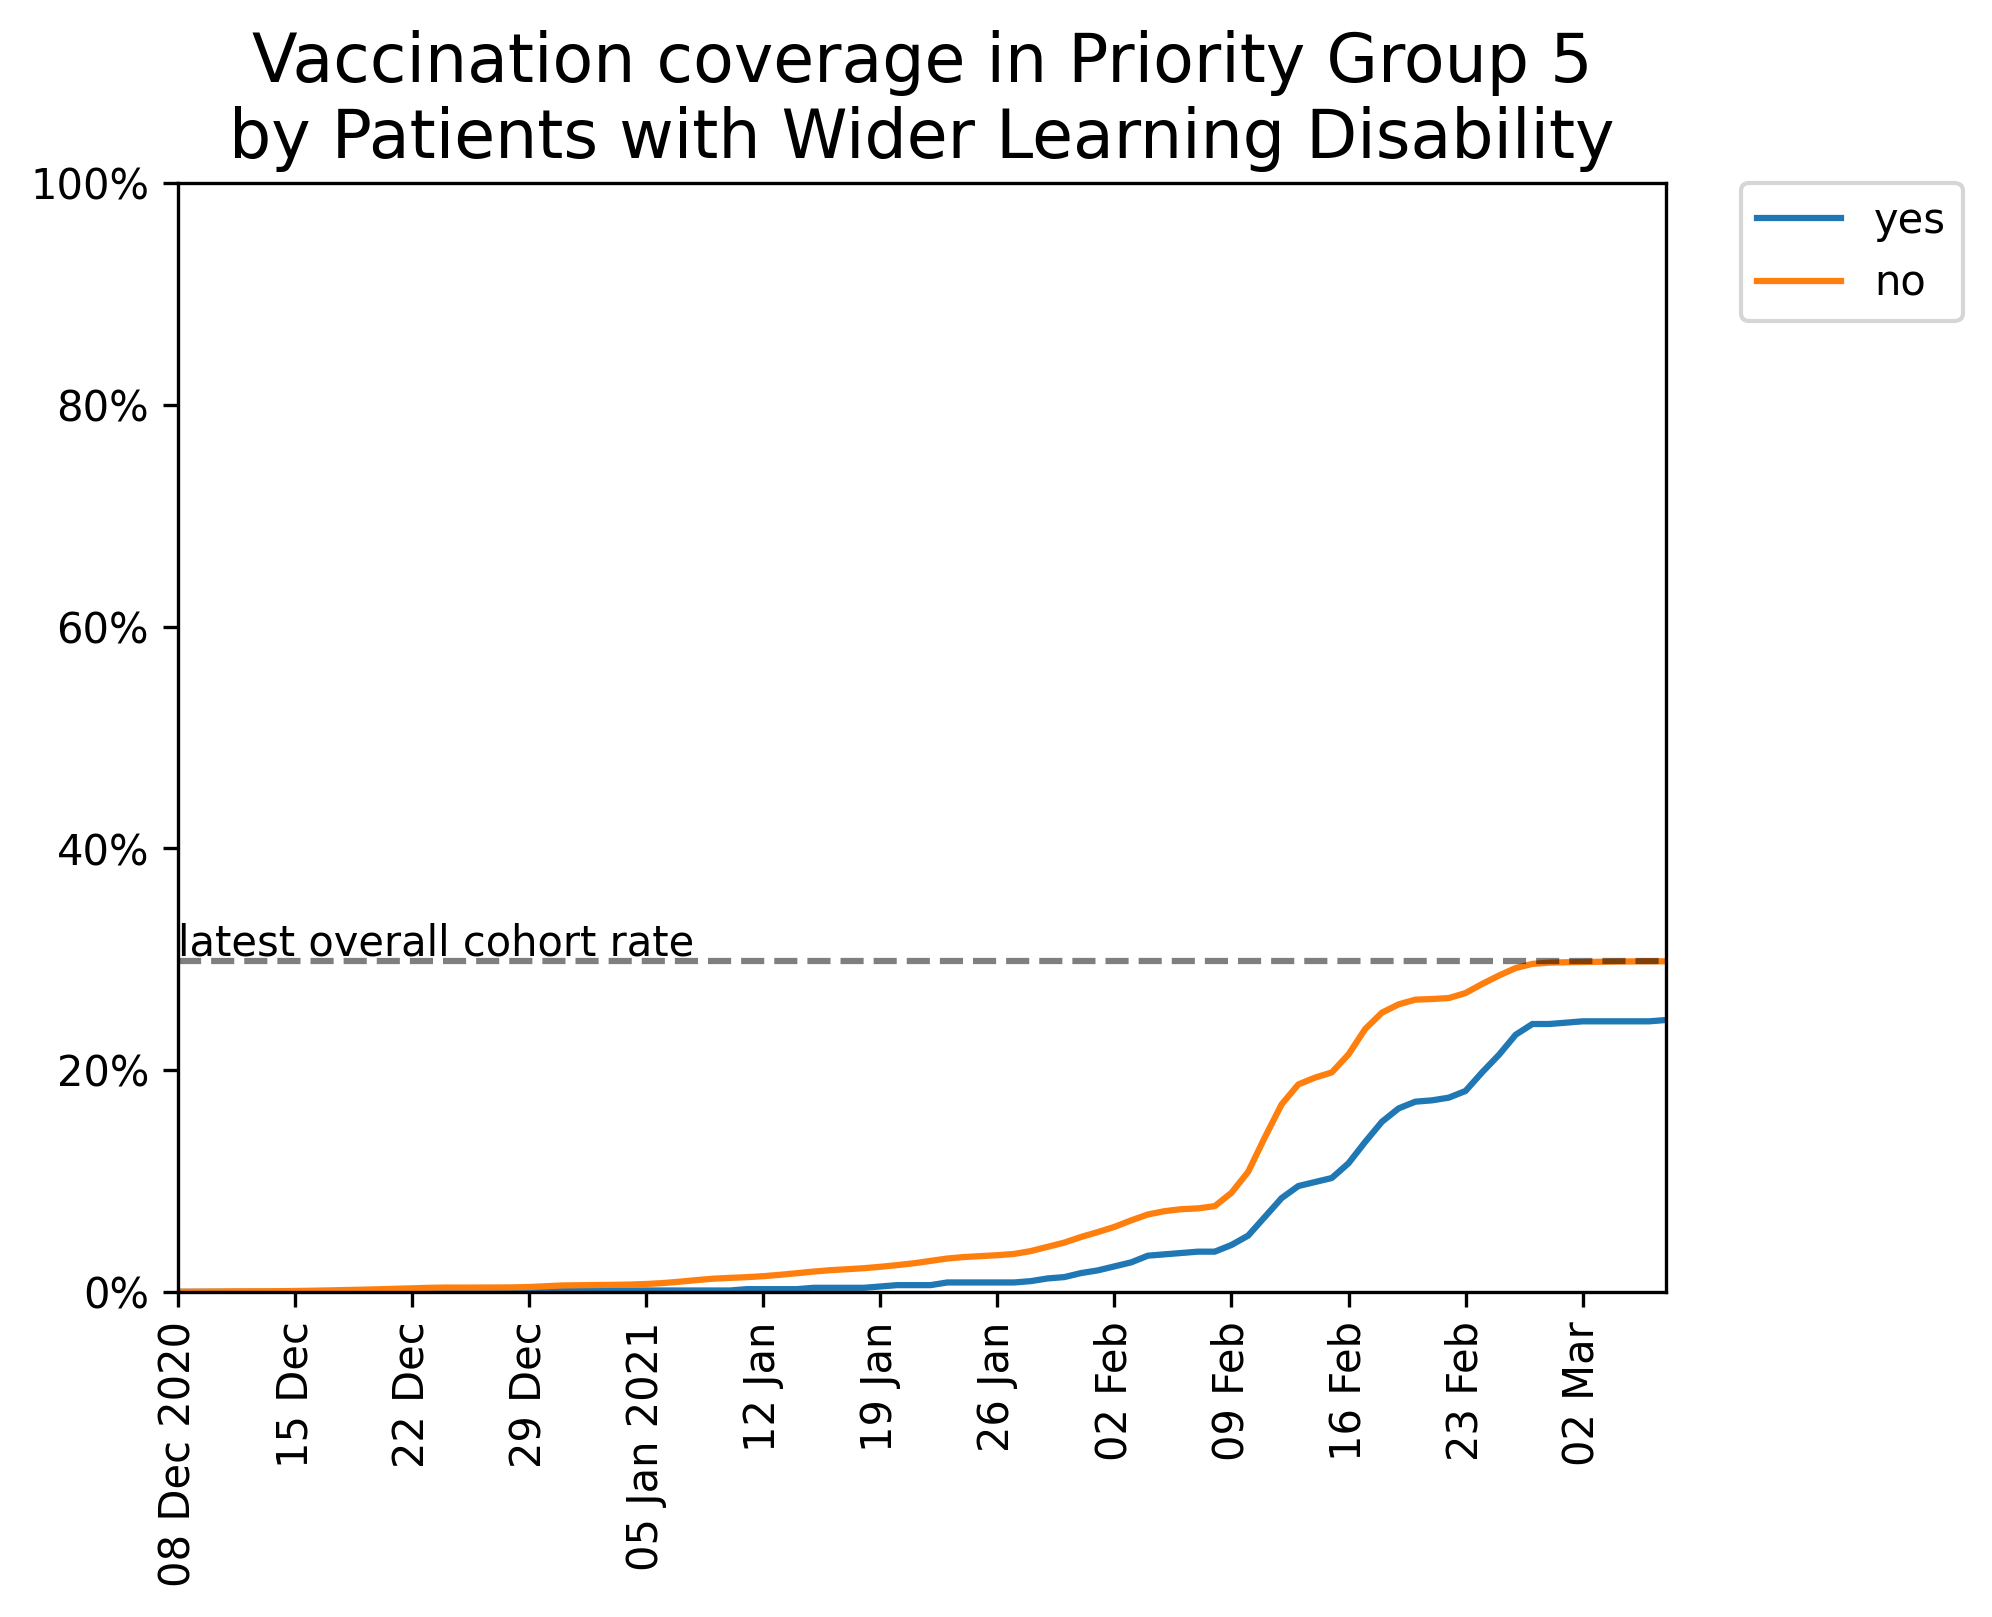 Vaccination coverage in Priority Group 5
by Patients with Wider Learning Disability
100%
80%
60%
40%
20%
0%
latest overall cohort rate
yes
no
08 Dec 2020
15 Dec
22 Dec
29 Dec
05 Jan 2021
12 Jan
19 Jan
26 Jan
02 Feb
09 Feb
16 Feb
23 Feb
02 Mar